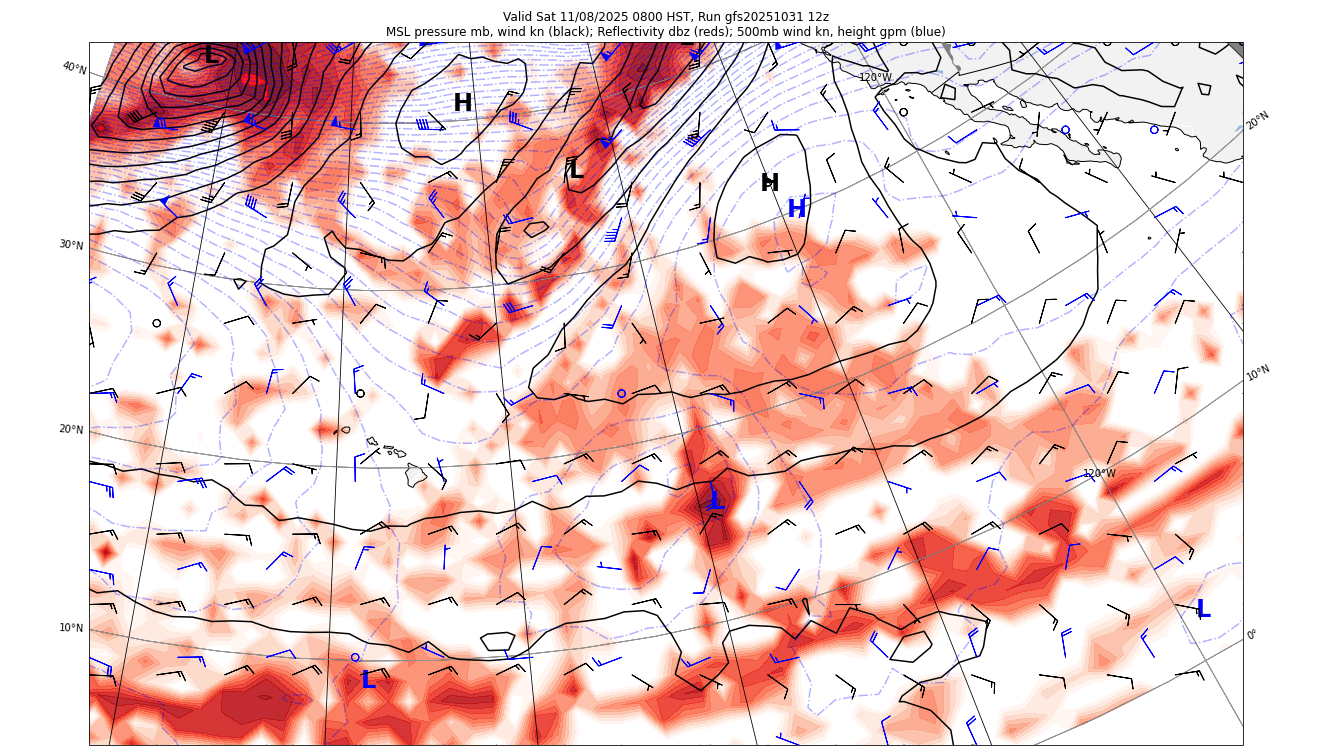 Valid Sat 11/08/2025 0800 HST, Run gfs20251031 12z
MSL pressure mb, wind kn (black); Reflectivity dbz (reds); 500mb wind kn, height gpm (blue)
L
40°N
120°W
H
20°N
L
H
H
30°N
10°N
20°N
120°W
L
L
10°N
0°
L